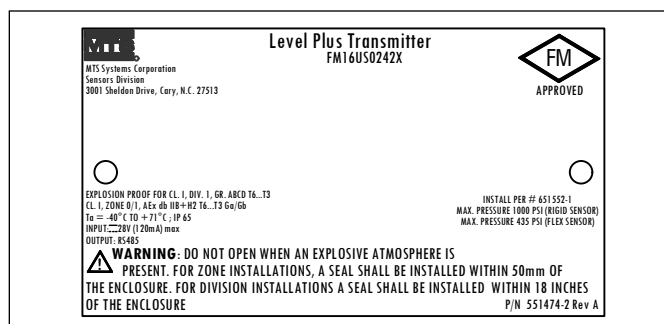 MTS
Level Plus Transmitter
FM16US0242X
FM
APPROVED
MTS Systems Corporation
Sensors Division
3001 Sheldon Drive, Cary, N.C. 27513
EXPLOSION PROOF FOR CL. I, DIV. 1, GR. ABCD T6...T3
CL. I, ZONE 0/1, AEx db IIB+H2 T6...T3 Ga/Gb
Ta = -40°C TO +71°C ; IP 65
INPUT:⎓28V (120mA) max
OUTPUT: RS485
INSTALL PER # 651552-1
MAX. PRESSURE 1000 PSI (RIGID SENSOR)
MAX. PRESSURE 435 PSI (FLEX SENSOR)
WARNING: DO NOT OPEN WHEN AN EXPLOSIVE ATMOSPHERE IS
PRESENT. FOR ZONE INSTALLATIONS, A SEAL SHALL BE INSTALLED WITHIN 50mm OF
THE ENCLOSURE. FOR DIVISION INSTALLATIONS A SEAL SHALL BE INSTALLED WITHIN 18 INCHES
OF THE ENCLOSURE
P/N 551474-2 Rev A